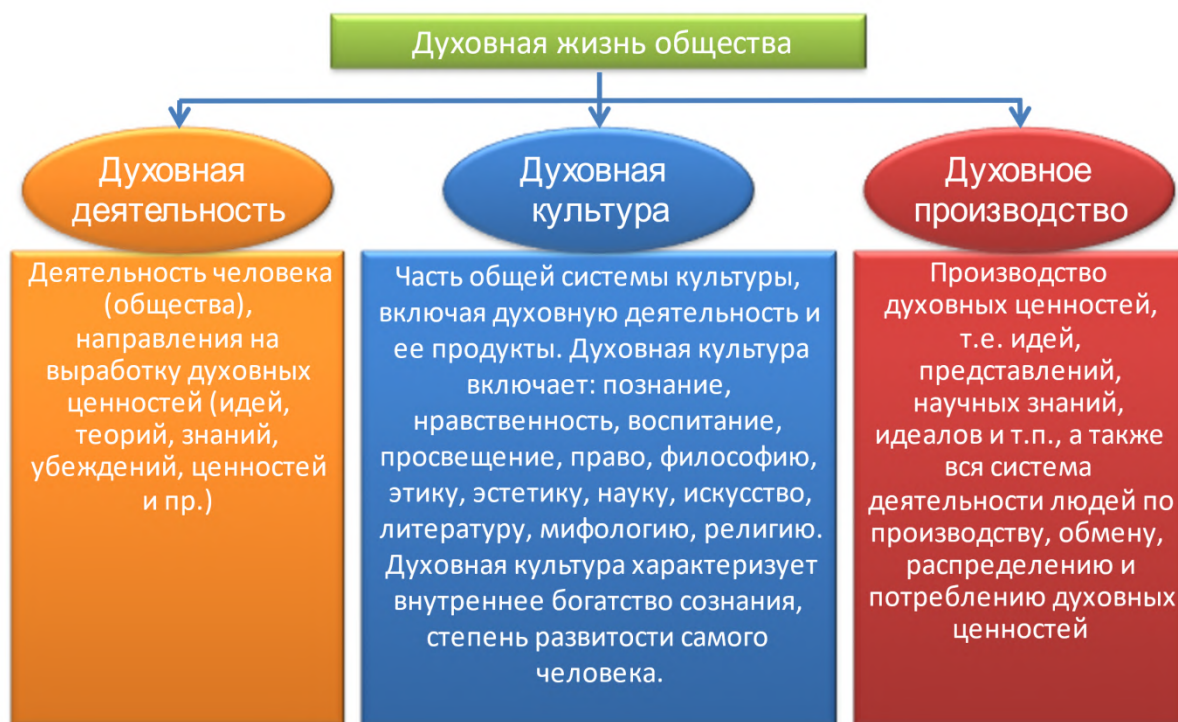 Духовная жизнь общества
Духовная
деятельность
Деятельность человека
(общества),
направления на
выработку духовных
ценностей (идей,
теорий, знаний,
убеждений, ценностей
и пр.)
Духовная
культура
Часть общей системы культуры,
включая духовную деятельность и
ее продукты. Духовная культура
включает: познание,
нравственность, воспитание,
просвещение, право, философию,
этику, эстетику, науку, искусство,
литературу, мифологию, религию.
Духовная культура характеризует
внутреннее богатство сознания,
степень развитости самого
человека.
Духовное
производство
Производство
духовных ценностей,
т.е. идей,
представлений,
научных знаний,
идеалов и т.п., а также
вся система
деятельности людей по
производству, обмену,
распределению и
потреблению духовных
ценностей